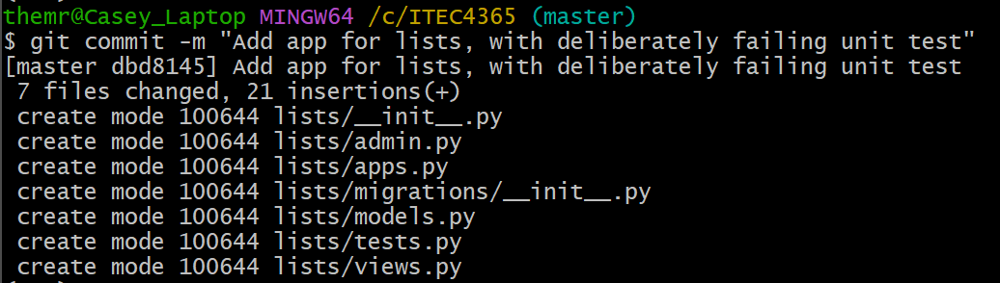 themr@Casey_Laptop MINGW64 /c/ITEC4365 (master)
$ git commit -m "Add app for lists, with deliberately failing unit test"
[master dbd8145] Add app for lists, with deliberately failing unit test
 7 files changed, 21 insertions(+)
 create mode 100644 lists/__init__.py
 create mode 100644 lists/admin.py
 create mode 100644 lists/apps.py
 create mode 100644 lists/migrations/__init__.py
 create mode 100644 lists/models.py
 create mode 100644 lists/tests.py
 create mode 100644 lists/views.py